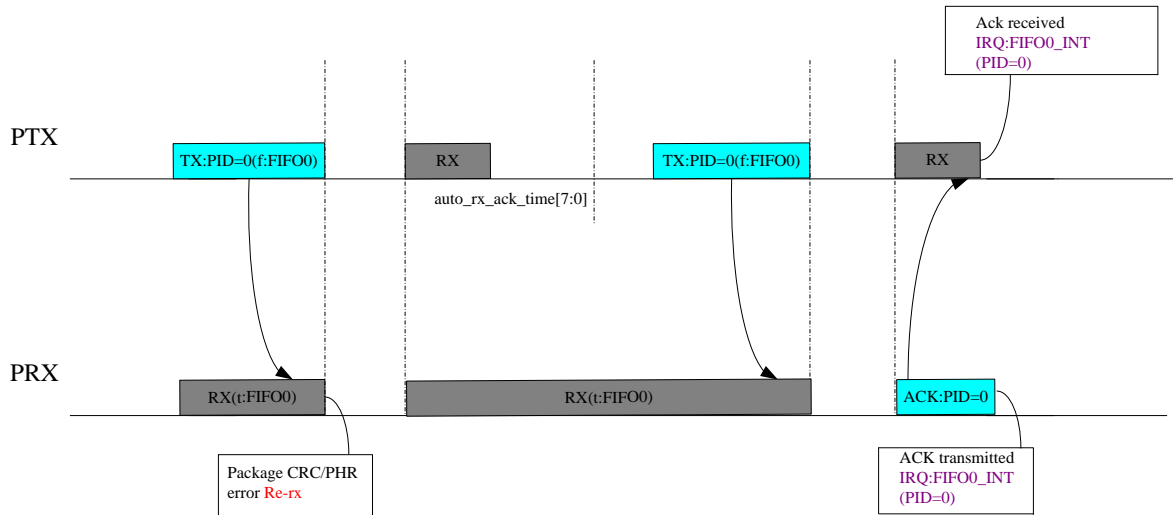 Ack received
IRQ:FIFO0_INT
(PID=0)
PTX
TX:PID=0(f:FIFO0)
RX
TX:PID=0(f:FIFO0)
RX
auto_rx_ack_time[7:0]
PRX
RX(t:FIFO0)
RX(t:FIFO0)
ACK:PID=0
Package CRC/PHR
error Re-rx
ACK transmitted
IRQ:FIFO0_INT
(PID=0)